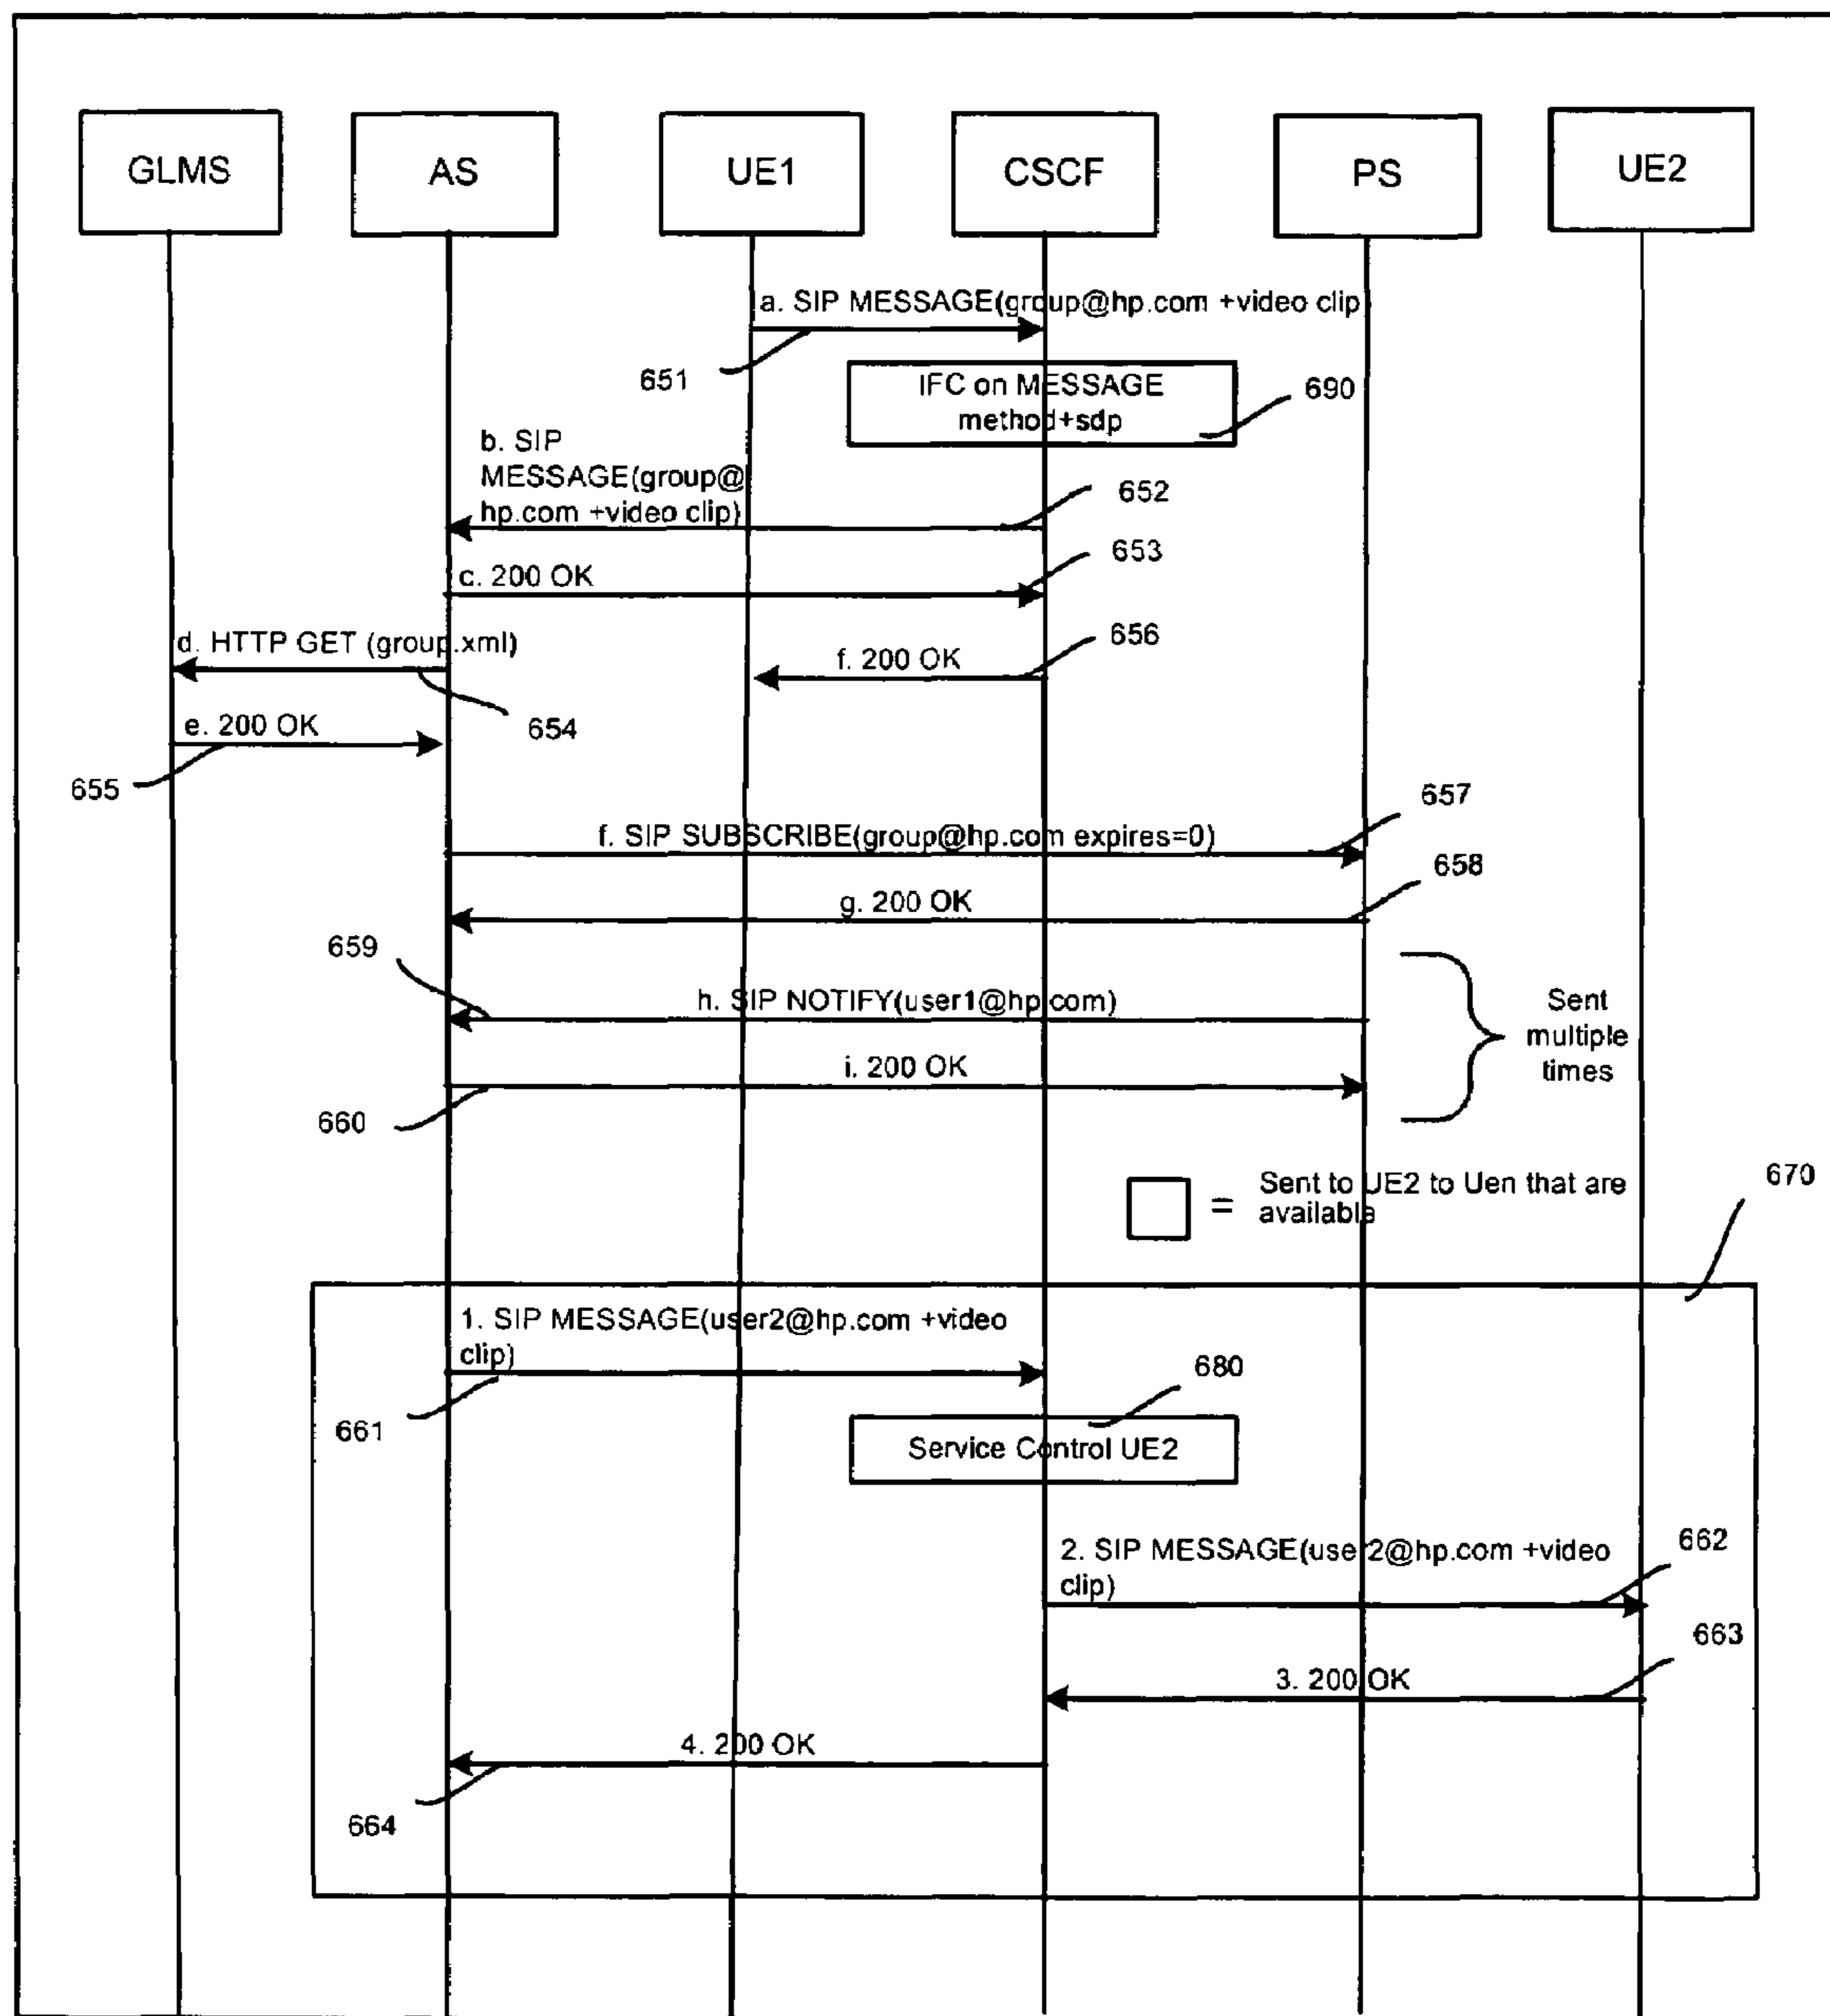 GLMS
AS
UE1
CSCF
PS
UE2
a. SIP MESSAGE(group@hp.com +video clip)
651
IFC on MESSAGE
method+sdp
690
b. SIP
MESSAGE(group@
hp.com +video clip)
652
c. 200 OK
653
d. HTTP GET (group.xml)
654
f. 200 OK
656
e. 200 OK
655
f. SIP SUBSCRIBE(group@hp.com expires=0)
657
g. 200 OK
658
659
h. SIP NOTIFY(user1@hp.com)
Sent
multiple
times
i. 200 OK
660
= Sent to UE2 to Uen that are
available
670
1. SIP MESSAGE(user2@hp.com +video
clip)
661
680
Service Control UE2
2. SIP MESSAGE(user2@hp.com +video
clip)
662
663
3. 200 OK
4. 200 OK
664